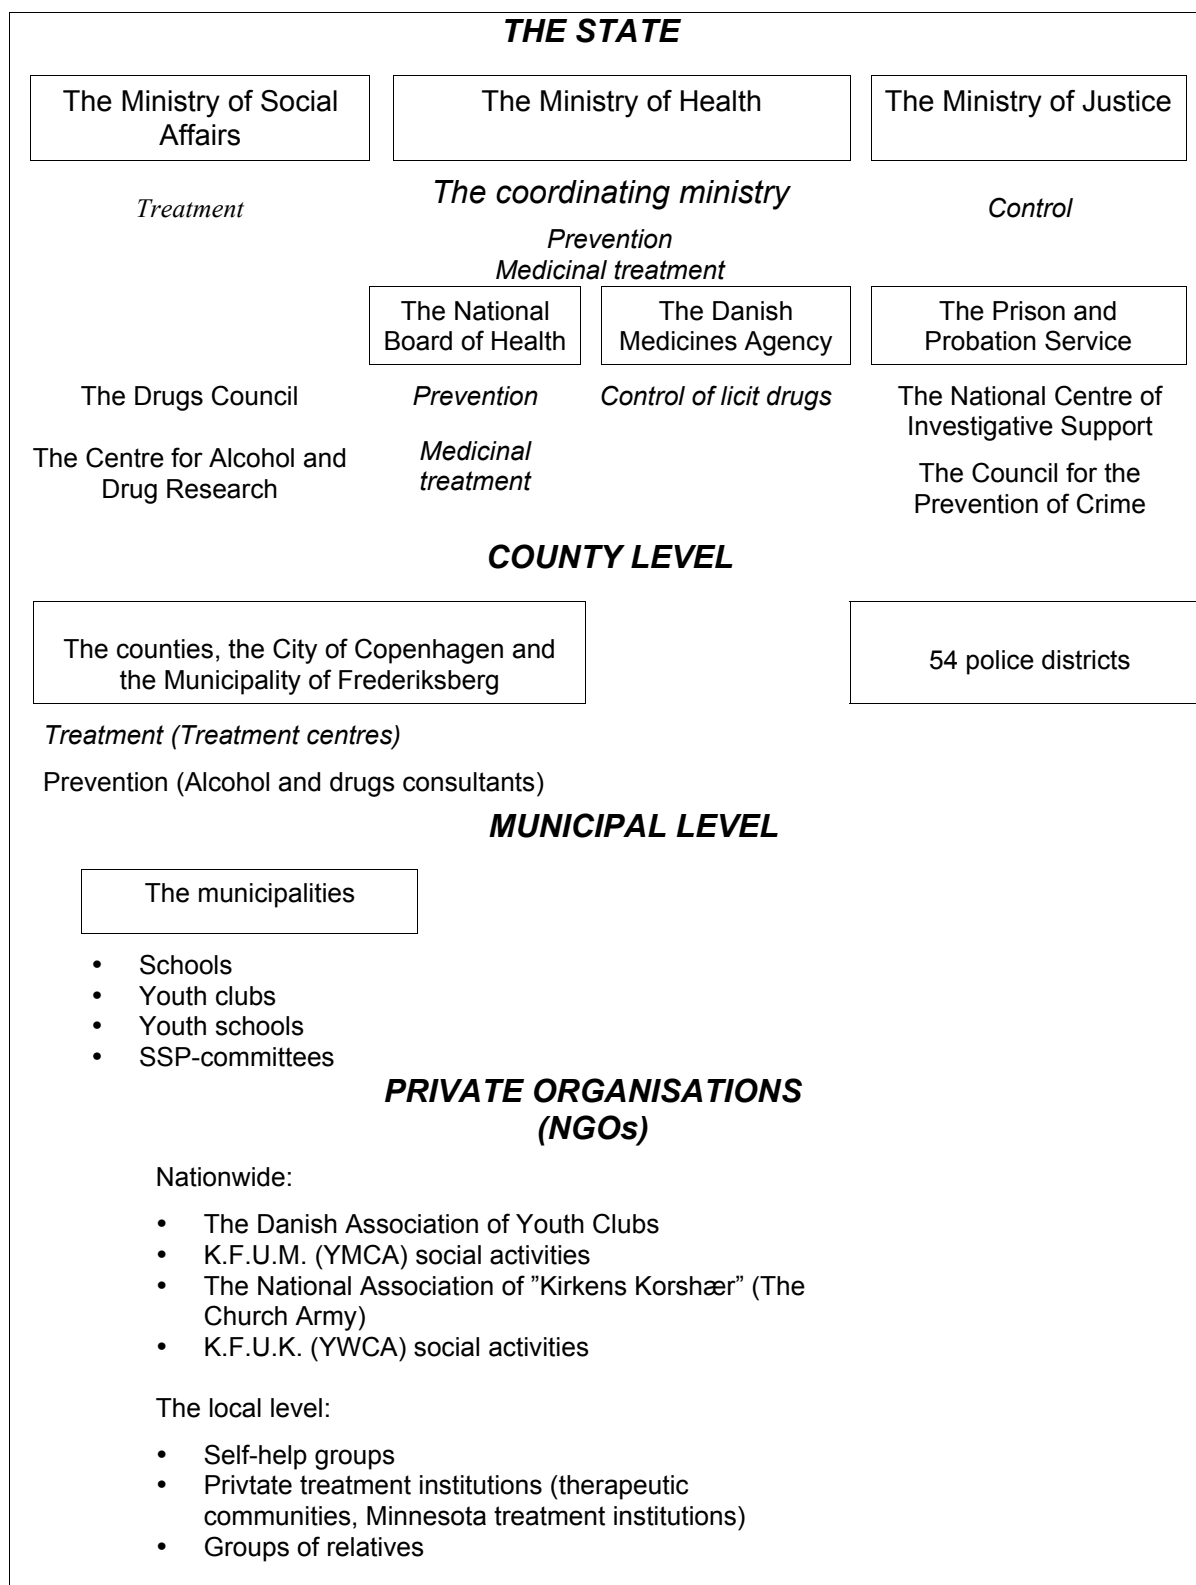 THE STATE
The Ministry of Social
Affairs
The Ministry of Health
The Ministry of Justice
Treatment
The coordinating ministry
Control
Prevention
Medicinal treatment
The National
Board of Health
The Danish
Medicines Agency
The Prison and
Probation Service
The Drugs Council
Prevention
Control of licit drugs
The National Centre of
Investigative Support
The Centre for Alcohol and
Drug Research
Medicinal
treatment
The Council for the
Prevention of Crime
COUNTY LEVEL
The counties, the City of Copenhagen and
the Municipality of Frederiksberg
54 police districts
Treatment (Treatment centres)
Prevention (Alcohol and drugs consultants)
MUNICIPAL LEVEL
The municipalities
• Schools
• Youth clubs
• Youth schools
• SSP-committees
PRIVATE ORGANISATIONS
(NGOs)
Nationwide:
• The Danish Association of Youth Clubs
• K.F.U.M. (YMCA) social activities
• The National Association of ”Kirkens Korshær” (The
Church Army)
• K.F.U.K. (YWCA) social activities
The local level:
• Self-help groups
• Privtate treatment institutions (therapeutic
communities, Minnesota treatment institutions)
• Groups of relatives